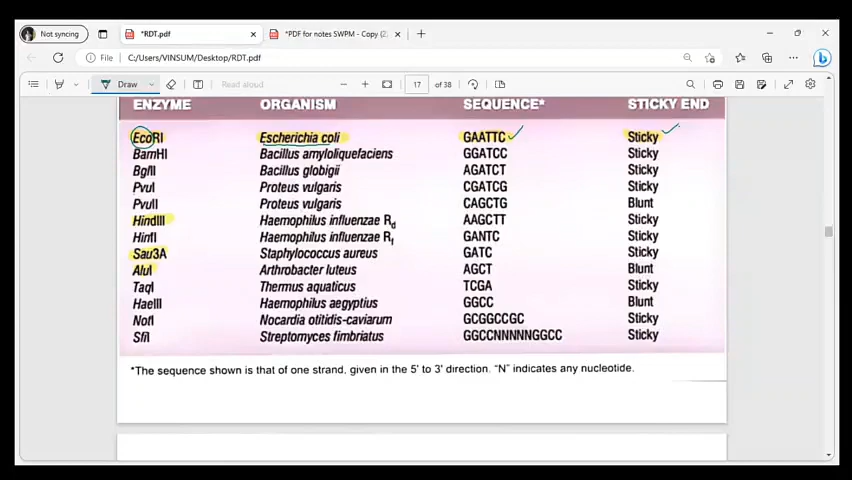 Not syncing
*RDT.pdf
*PDF for notes SWPM - Copy (2
File C:/Users/VINSUM/Desktop/RDT.pdf
Draw Read aloud 17 of 38
ENZYME ORGANISM SEQUENCE* STICKY END
EcoRI Escherichia coli GAATTC Sticky
BamHI Bacillus amyloliquefaciens GGATCC Sticky
BglII Bacillus globigii AGATCT Sticky
PvuI Proteus vulgaris CGATCG Sticky
PvuII Proteus vulgaris CAGCTG Blunt
HindIII Haemophilus influenzae Rd AAGCTT Sticky
HinfI Haemophilus influenzae Rf GANTC Sticky
Sau3A Staphylococcus aureus GATC Sticky
AluI Arthrobacter luteus AGCT Blunt
TaqI Thermus aquaticus TCGA Sticky
HaeIII Haemophilus aegyptius GGCC Blunt
NotI Nocardia otitidis-caviarum GCGGCCGC Sticky
SfiI Streptomyces fimbriatus GGCCNNNNNGGCC Sticky
*The sequence shown is that of one strand, given in the 5' to 3' direction. "N" indicates any nucleotide.